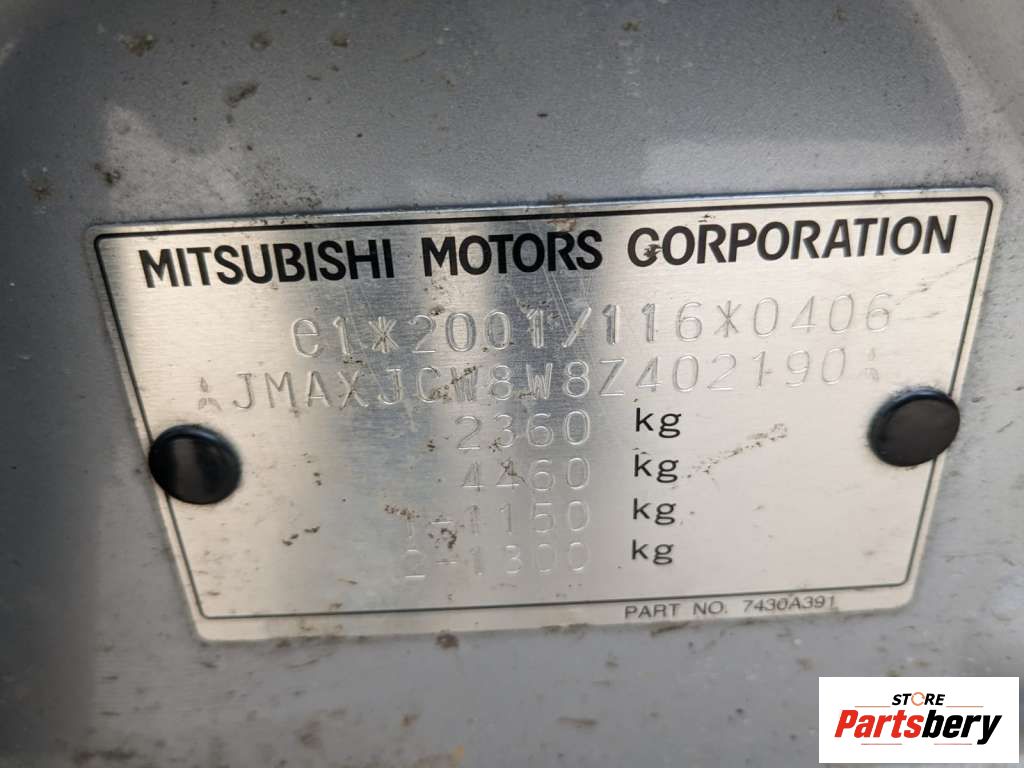 MITSUBISHI MOTORS CORPORATION
e1*2001/116*0406
JMAXJCW8W8Z402190
2360 kg
4460 kg
1-1150 kg
2-1300 kg
PART NO. 7430A391
STORE
Partsbery